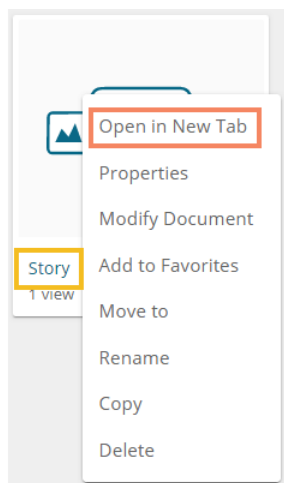 Open in New Tab
Properties
Modify Document
Story
Add to Favorites
1 view
Move to
Rename
Copy
Delete